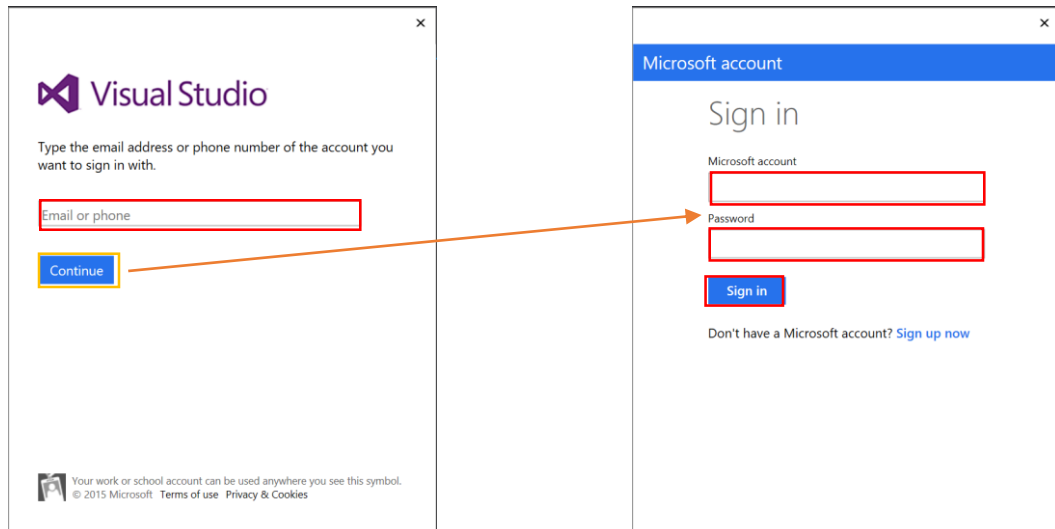 Visual Studio
Type the email address or phone number of the account you
want to sign in with.
Email or phone
Continue
Your work or school account can be used anywhere you see this symbol.
© 2015 Microsoft Terms of use Privacy & Cookies
Microsoft account
Sign in
Microsoft account
Password
Sign in
Don't have a Microsoft account? Sign up now